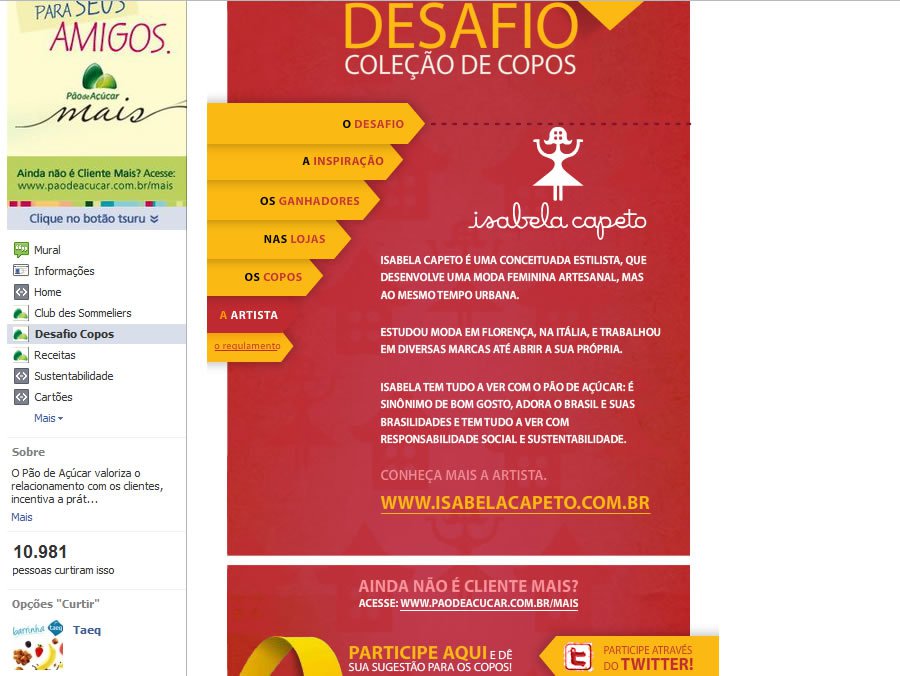 PARA SEUS
AMIGOS.
Pão de Açúcar
mais
Ainda não é Cliente Mais? Acesse:
www.paodeacucar.com.br/mais
Clique no botão tsuru
Mural
Informações
Home
Club des Sommeliers
Desafio Copos
Receitas
Sustentabilidade
Cartões
Mais
Sobre
O Pão de Açúcar valoriza o
relacionamento com os clientes,
incentiva a prát...
Mais
10.981
pessoas curtiram isso
Opções "Curtir"
barrinha taeq
Taeq
DESAFIO
COLEÇÃO DE COPOS
O DESAFIO
A INSPIRAÇÃO
OS GANHADORES
NAS LOJAS
OS COPOS
A ARTISTA
o regulamento
isabela capeto
ISABELA CAPETO É UMA CONCEITUADA ESTILISTA, QUE
DESENVOLVE UMA MODA FEMININA ARTESANAL, MAS
AO MESMO TEMPO URBANA.
ESTUDOU MODA EM FLORENÇA, NA ITÁLIA, E TRABALHOU
EM DIVERSAS MARCAS ATÉ ABRIR A SUA PRÓPRIA.
ISABELA TEM TUDO A VER COM O PÃO DE AÇÚCAR: É
SINÔNIMO DE BOM GOSTO, ADORA O BRASIL E SUAS
BRASILIDADES E TEM TUDO A VER COM
RESPONSABILIDADE SOCIAL E SUSTENTABILIDADE.
CONHEÇA MAIS A ARTISTA.
WWW.ISABELACAPETO.COM.BR
AINDA NÃO É CLIENTE MAIS?
ACESSE: WWW.PAODEACUCAR.COM.BR/MAIS
PARTICIPE AQUI E DÊ
SUA SUGESTÃO PARA OS COPOS!
PARTICIPE ATRAVÉS
DO TWITTER!